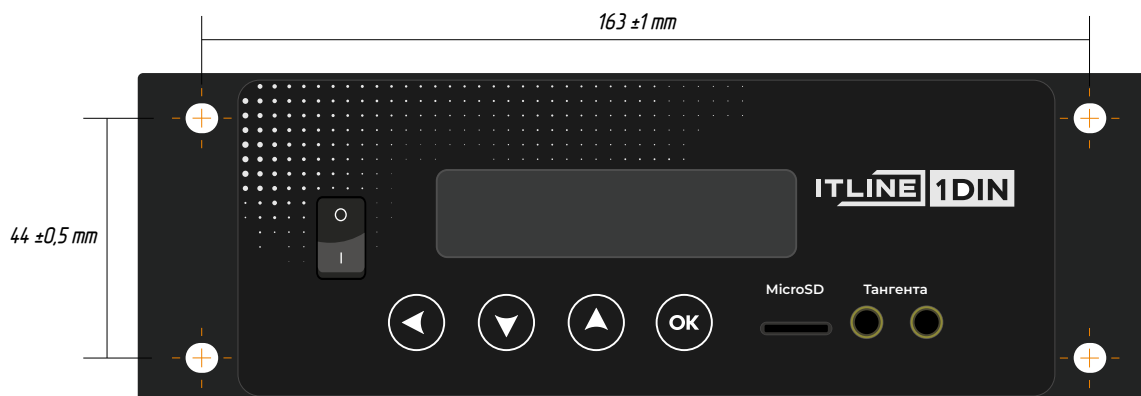 163 ±1 mm
44 ±0,5 mm
ITLINE 1DIN
O
I
MicroSD Тангента
OK